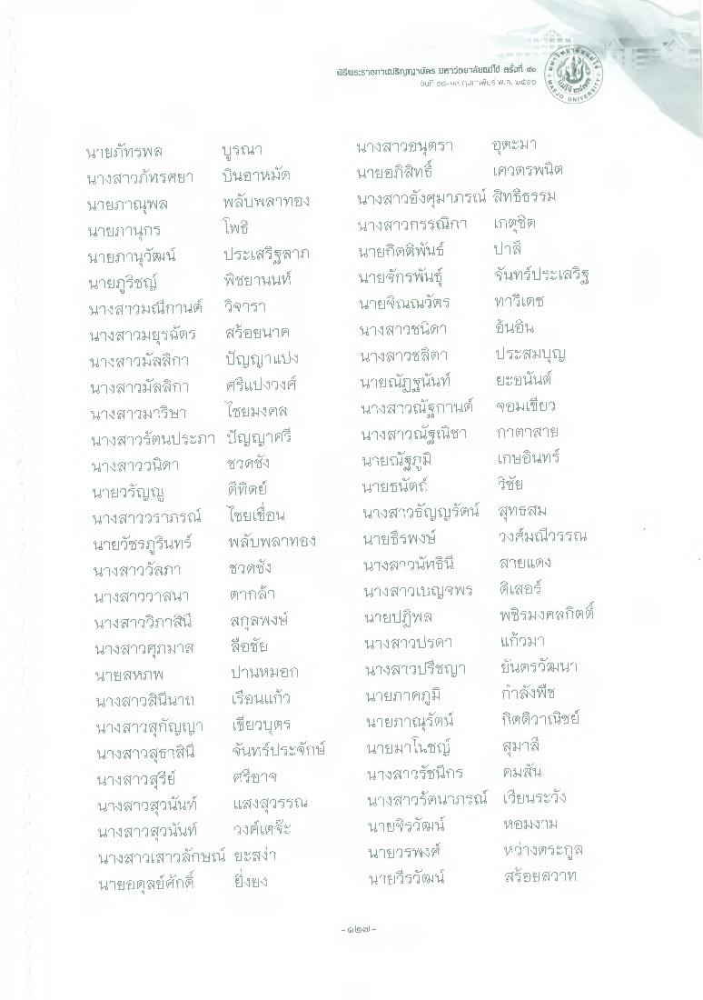 พิธีพระราชทานปริญญาบัตร มหาวิทยาลัยแม่โจ้ ครั้งที่ ๔๐
พ.ศ. ๒๕๖๑
MAEJO UNIVERSITY
นายภัทรพล บูรณา
นางสาวภัทรศยา บินอาหมัด
นายภาณุพล พลับพลาทอง
นายภานุกร โพธิ
นายภานุวัฒน์ ประเสริฐลาภ
นายภูริชญ์ พิชยานนท์
นางสาวมณีกานต์ วิจารา
นางสาวมยุรฉัตร สร้อยนาค
นางสาวมัลลิกา ปัญญาแปง
นางสาวมัลลิกา ศรีแปงวงศ์
นางสาวมาริษา ไชยมงคล
นางสาวรัตนประภา ปัญญาศรี
นางสาววนิดา ชวดชัง
นายวรัญญู ดีทิตย์
นางสาววราภรณ์ ไชยเขื่อน
นายวัชรภูรินทร์ พลับพลาทอง
นางสาววัลภา ชวดชัง
นางสาววาสนา ตากล้า
นางสาววิภาสินี สกุลพงษ์
นางสาวศุภมาส ลือชัย
นายสหภพ ปานหมอก
นางสาวสินีนาถ เรือนแก้ว
นางสาวสุกัญญา เขียวบุตร
นางสาวสุธาสินี จันทร์ประจักษ์
นางสาวสุรีย์ ศรีอาจ
นางสาวสุวนันท์ แสงสุวรรณ
นางสาวสุวนันท์ วงศ์เตจ๊ะ
นางสาวเสาวลักษณ์ ยะสง่า
นายอดุลย์ศักดิ์ ยิ่งยง
นางสาวอนุตรา อุตะมา
นายอภิสิทธิ์ เศวตรพนิต
นางสาวอังศุมาภรณ์ สิทธิธรรม
นางสาวกรรณิกา เกตุชิต
นายกิตติพันธ์ ปาลี
นายจักรพันธุ์ จันทร์ประเสริฐ
นายจิณณวัตร ทาริเดช
นางสาวชนิดา อ้นอิน
นางสาวชลิตา ประสมบุญ
นายณัฏฐนันท์ ยะอนันต์
นางสาวณัฐกานต์ จอมเขียว
นางสาวณัฐณิชา กาตาสาย
นายณัฐภูมิ เกษอินทร์
นายธนัตถ์ วิชัย
นางสาวธัญญรัตน์ สุทธสม
นายธีรพงษ์ วงศ์มณีวรรณ
นางสาวนัทธินี สายแดง
นางสาวเบญจพร ดิเสอร์
นายปฏิพล พชิรมงคลกิตติ์
นางสาวปรดา แก้วมา
นางสาวปรีชญา ยันตรวัฒนา
นายภาคภูมิ กำลังพืช
นายภาณุรัตน์ กิตติวาณิชย์
นายมาโนชญ์ สุมาลี
นางสาวรัชนีกร คมสัน
นางสาวรัตนาภรณ์ เวียนระวัง
นายจิรวัฒน์ หอมงาม
นายวรพงศ์ หว่างตระกูล
นายวีรวัฒน์ สร้อยสวาท
-๑๒๗-